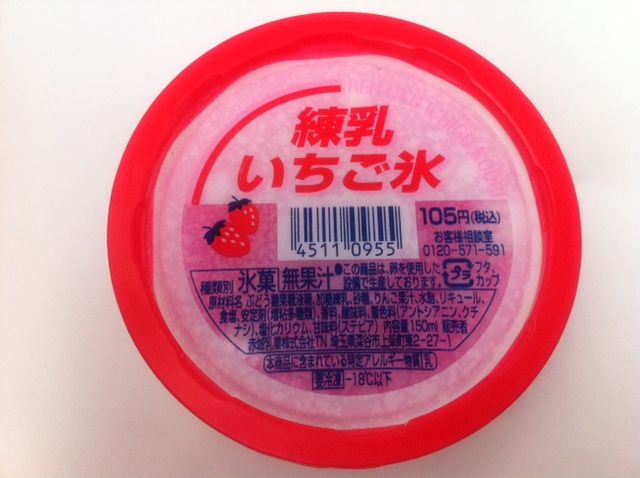 練乳
いちご氷
4511 0955
105円(税込)
お客様相談室
0120-571-591
種類別 氷菓 無果汁 ●この商品は、卵を使用した
設備で生産しております。
プラ フタ、
カップ
原材料名 ぶどう糖果糖液糖、加糖練乳、砂糖、りんご果汁、水飴、リキュール、
食塩、安定剤(増粘多糖類)、香料、酸味料、着色料(アントシアニン、クチ
ナシ)、塩化カリウム、甘味料(ステビア) 内容量150ml 販売者
赤城乳業株式会社TN 埼玉県深谷市上柴町東2-27-1
本商品に含まれている特定アレルギー物質 乳
要冷凍 -18℃以下